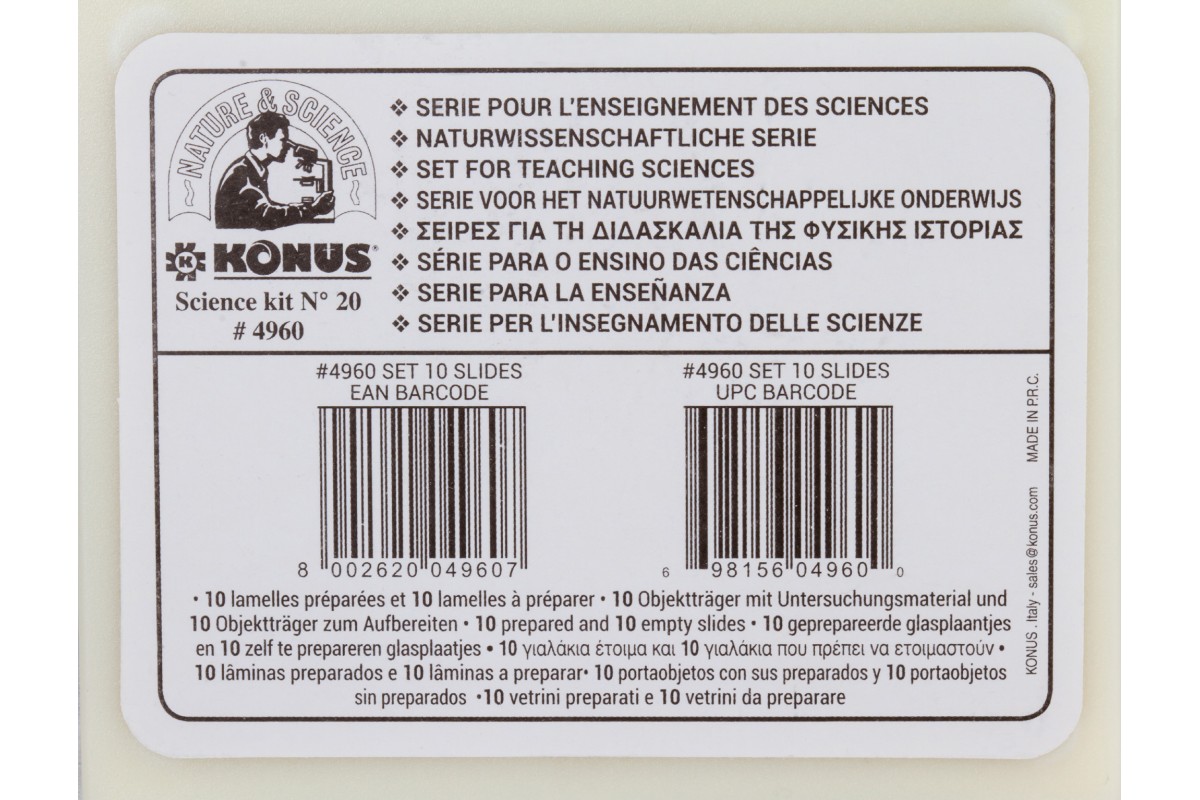 NATURE & SCIENCE
KONUS®
Science kit N° 20
# 4960
❖ SERIE POUR L'ENSEIGNEMENT DES SCIENCES
❖ NATURWISSENSCHAFTLICHE SERIE
❖ SET FOR TEACHING SCIENCES
❖ SERIE VOOR HET NATUURWETENSCHAPPELIJKE ONDERWIJS
❖ ΣΕΙΡΕΣ ΓΙΑ ΤΗ ΔΙΔΑΣΚΑΛΙΑ ΤΗΣ ΦΥΣΙΚΗΣ ΙΣΤΟΡΙΑΣ
❖ SÉRIE PARA O ENSINO DAS CIÊNCIAS
❖ SERIE PARA LA ENSEÑANZA
❖ SERIE PER L'INSEGNAMENTO DELLE SCIENZE
#4960 SET 10 SLIDES
EAN BARCODE
8 002620 049607
#4960 SET 10 SLIDES
UPC BARCODE
6 98156 04960 0
• 10 lamelles préparées et 10 lamelles à préparer • 10 Objektträger mit Untersuchungsmaterial und
10 Objektträger zum Aufbereiten • 10 prepared and 10 empty slides • 10 geprepareerde glasplaantjes
en 10 zelf te prepareren glasplaatjes • 10 γιαλάκια έτοιμα και 10 γιαλάκια που πρέπει να ετοιμαστούν •
10 lâminas preparados e 10 lâminas a preparar• 10 portaobjetos con sus preparados y 10 portaobjetos
sin preparados •10 vetrini preparati e 10 vetrini da preparare
KONUS . Italy - sales@konus.com MADE IN P.R.C.